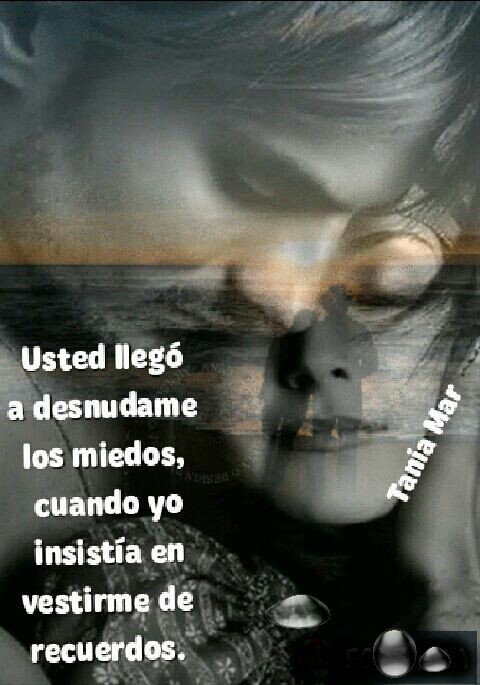 Usted llegó
a desnudame
los miedos,
cuando yo
insistía en
vestirme de
recuerdos.
Tania Mar